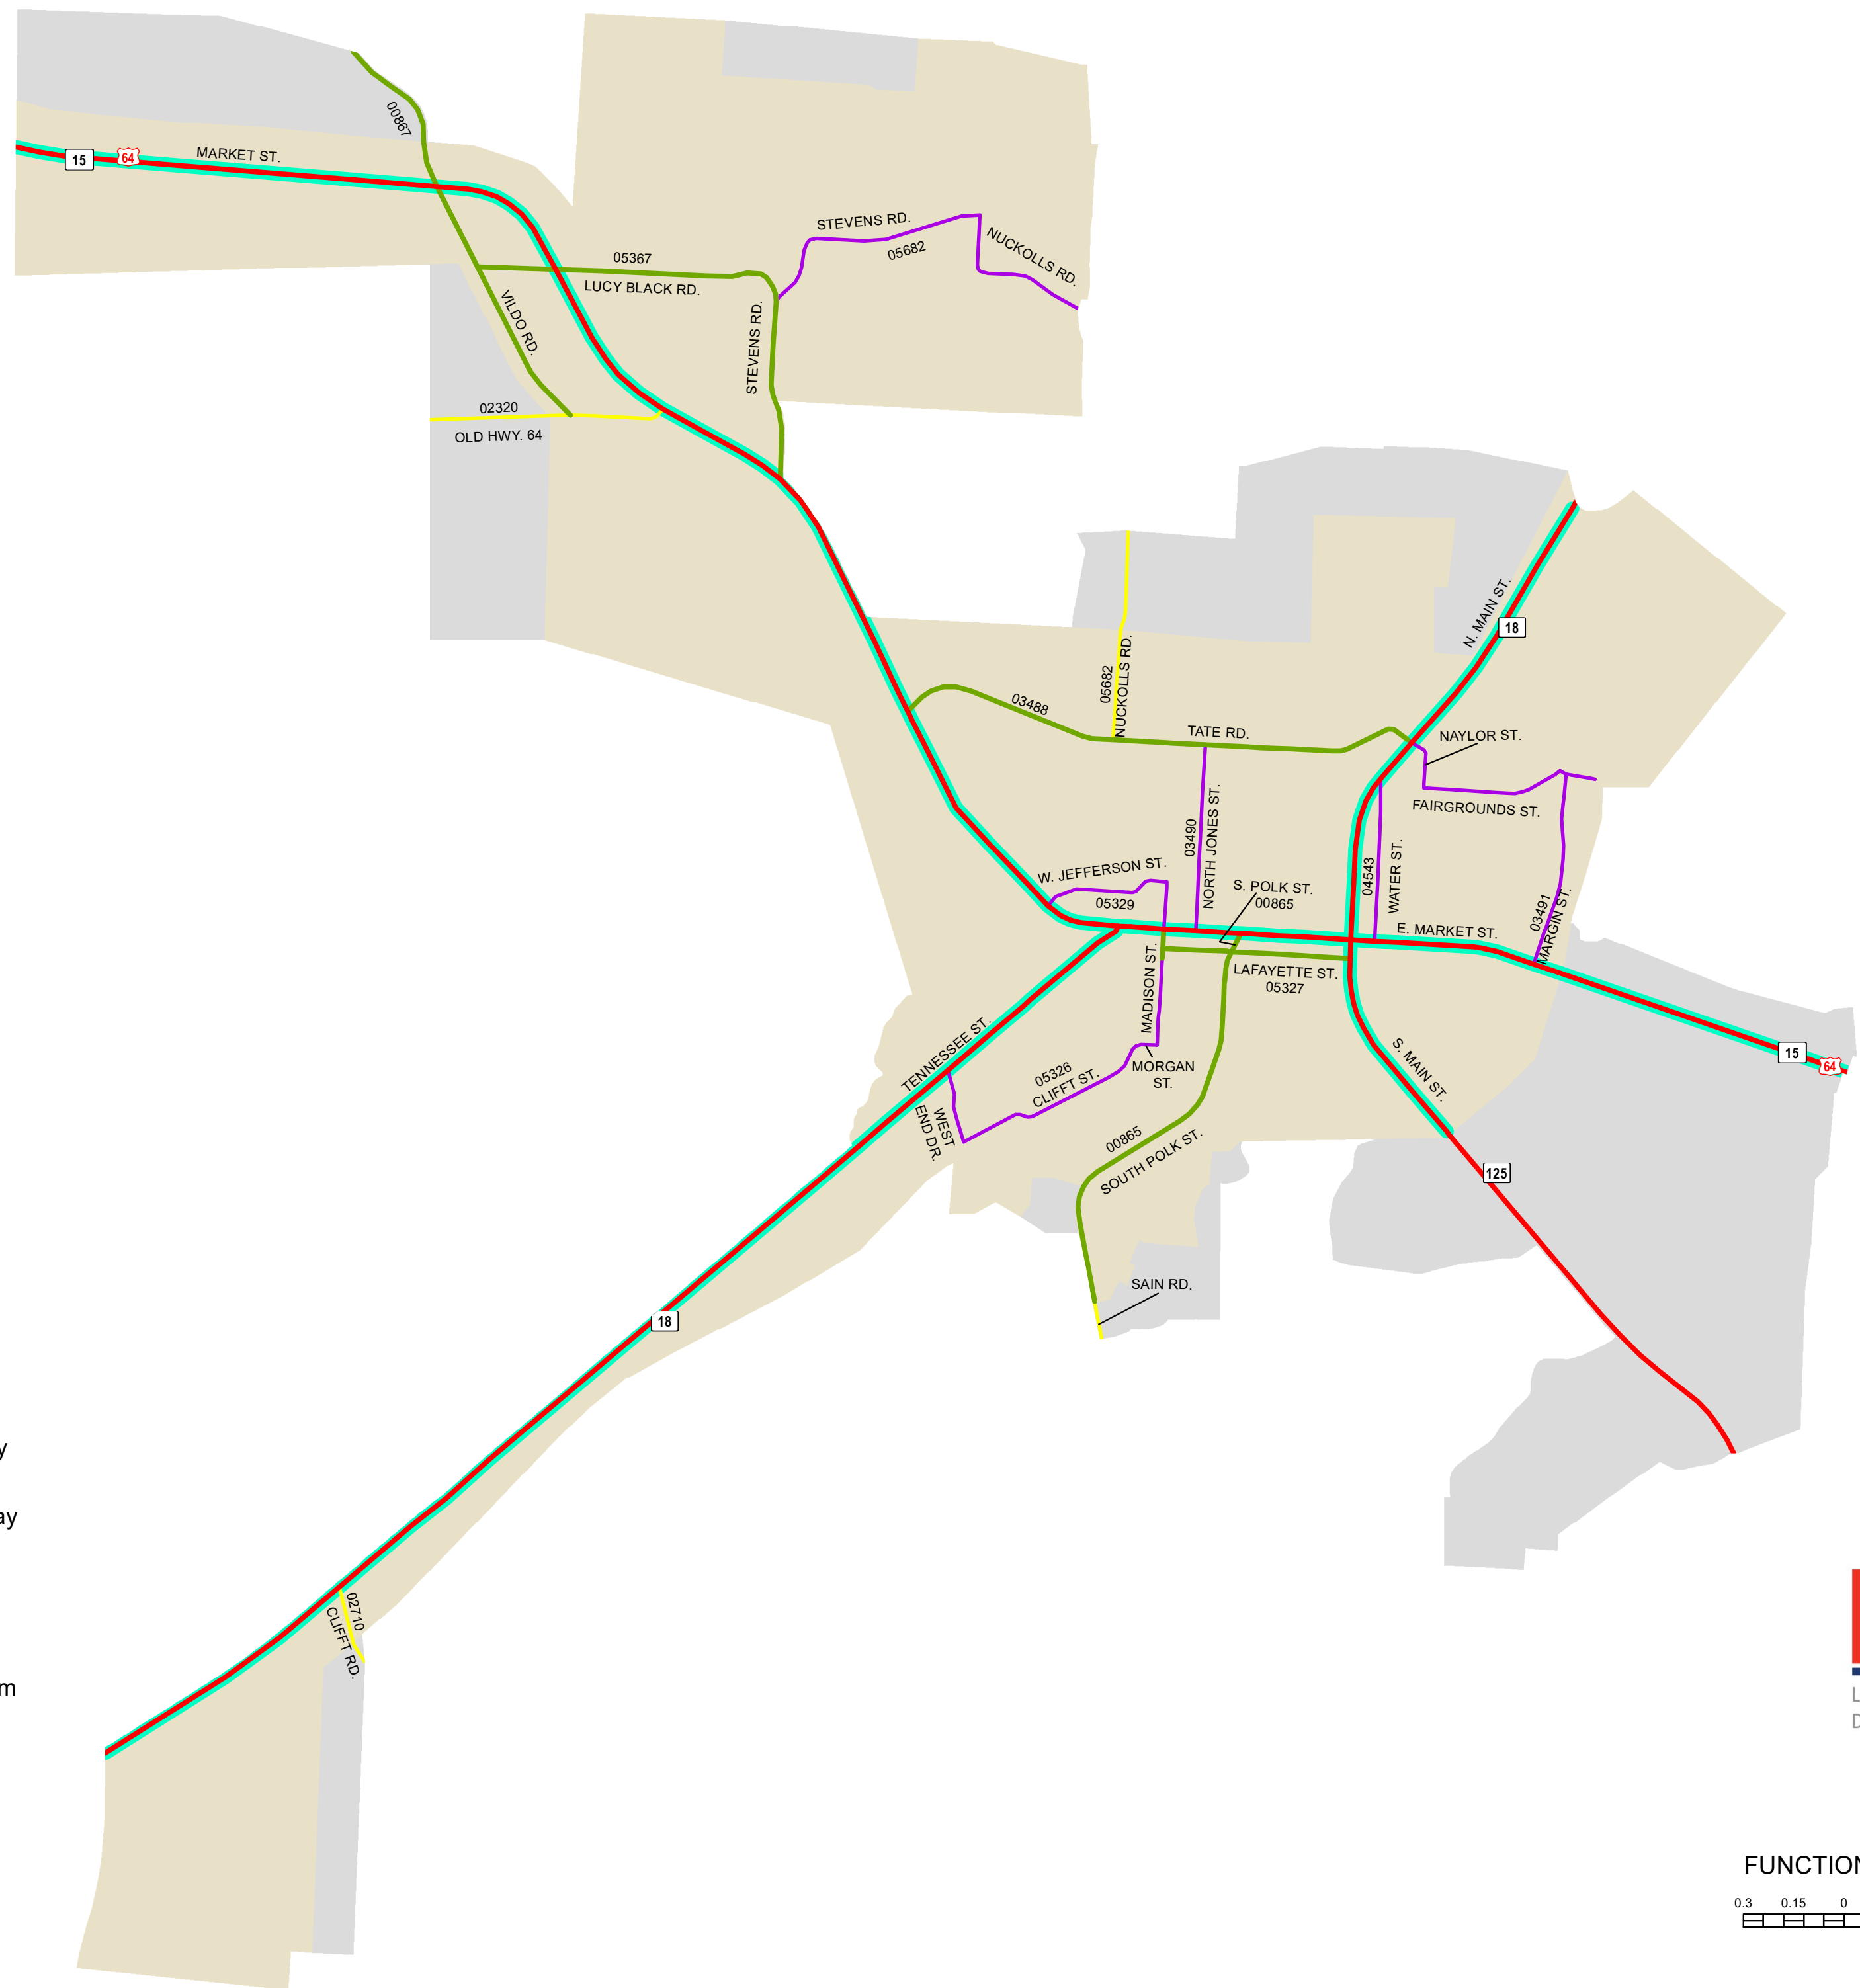 00867
MARKET ST.
15
64
STEVENS RD.
05682
NUCKOLLS RD.
05367
LUCY BLACK RD.
VILDO RD.
STEVENS RD.
02320
OLD HWY. 64
N. MAIN ST.
18
05682
NUCKOLLS RD.
03488
TATE RD.
NAYLOR ST.
FAIRGROUNDS ST.
03490
NORTH JONES ST.
W. JEFFERSON ST.
05329
S. POLK ST.
00865
04543
WATER ST.
03491
MARGIN ST.
E. MARKET ST.
MADISON ST.
LAFAYETTE ST.
05327
TENNESSEE ST.
S. MAIN ST.
15
64
05326
CLIFFT ST.
MORGAN
ST.
WEST
END DR.
00865
SOUTH POLK ST.
125
SAIN RD.
18
y
ay
02710
CLIFFT RD.
m
L
D
FUNCTION
0.3 0.15 0